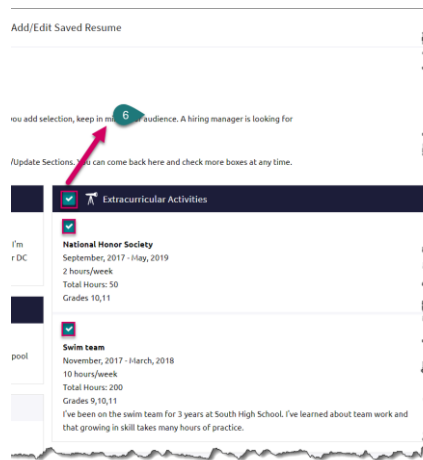 Add/Edit Saved Resume
you add selection, keep in audience. A hiring manager is looking for
6
/Update Sections. You can come back here and check more boxes at any time.
Extracurricular Activities
I'm
r DC
National Honor Society
September, 2017 - May, 2019
2 hours/week
Total Hours: 50
Grades 10,11
pool
Swim team
November, 2017 - March, 2018
10 hours/week
Total Hours: 200
Grades 9,10,11
I've been on the swim team for 3 years at South High School. I've learned about team work and
that growing in skill takes many hours of practice.